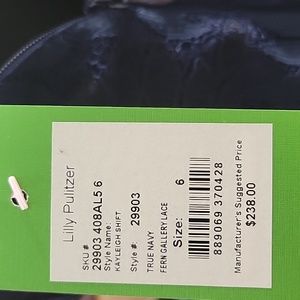 Lilly Pulitzer
SKU #
29903 408AL5 6
Style Name:
KAYLEIGH SHIFT
Style #:
29903
TRUE NAVY
FERN GALLERY LACE
Size: 6
889069 370428
Manufacturer's Suggested Price
$238.00